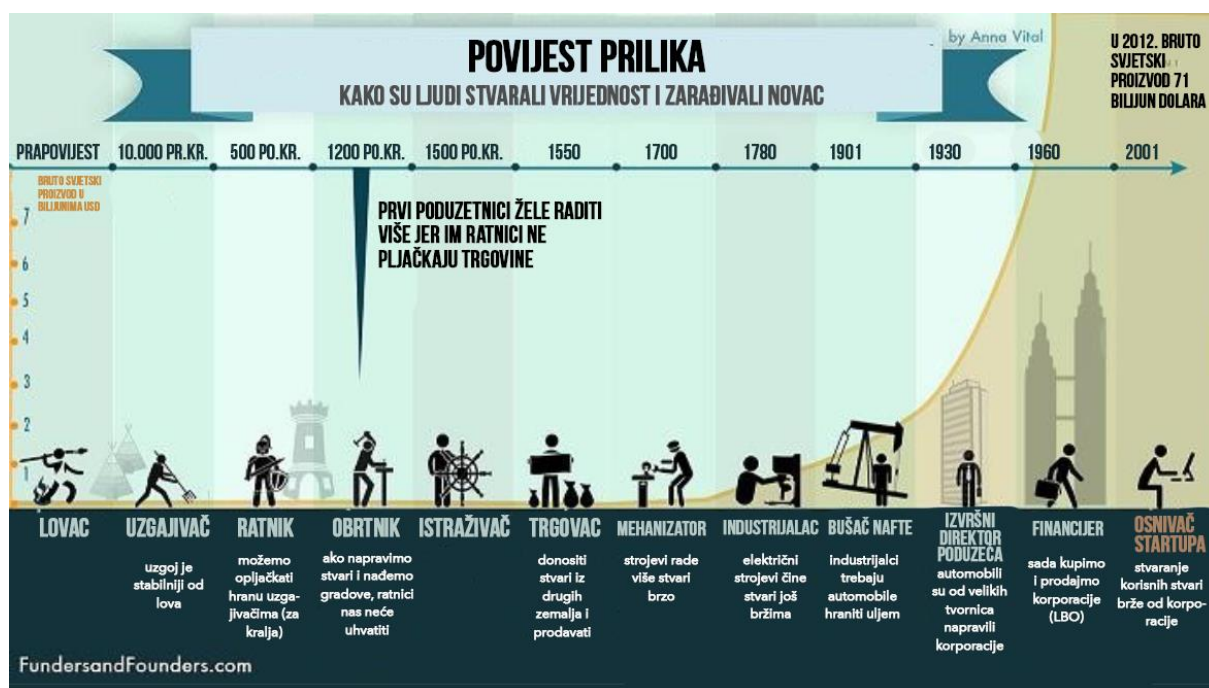 POVIJEST PRILIKA
KAKO SU LJUDI STVARALI VRIJEDNOST I ZARAĐIVALI NOVAC
by Anna Vital
U 2012. BRUTO
SVJETSKI
PROIZVOD 71
BILIJUN DOLARA
PRAPOVIJEST
10.000 PR.KR.
500 PO.KR.
1200 PO.KR.
1500 PO.KR.
1550
1700
1780
1901
1930
1960
2001
BRUTO SVJETSKI
PROIZVOD U
BILIJUNIMA USD
7
6
5
4
3
2
1
PRVI PODUZETNICI ŽELE RADITI
VIŠE JER IM RATNICI NE
PLJAČKAJU TRGOVINE
LOVAC
UZGAJIVAČ
uzgoj je
stabilniji od
lova
RATNIK
možemo
opljačkati
hranu uzga-
jivačima (za
kralja)
OBRTNIK
ako napravimo
stvari i nađemo
gradove, ratnici
nas neće
uhvatiti
ISTRAŽIVAČ
TRGOVAC
donositi
stvari iz
drugih
zemalja i
prodavati
MEHANIZATOR
strojevi rade
više stvari
brzo
INDUSTRIJALAC
električni
strojevi čine
stvari još
bržima
BUŠAČ NAFTE
industrijalci
trebaju
automobile
hraniti uljem
IZVRŠNI
DIREKTOR
PODUZEĆA
automobili
su od velikih
tvornica
napravili
korporacije
FINANCIJER
sada kupimo
i prodajmo
korporacije
(LBO)
OSNIVAČ
STARTUPA
stvaranje
korisnih stvari
brže od korpo-
racije
FundersandFounders.com